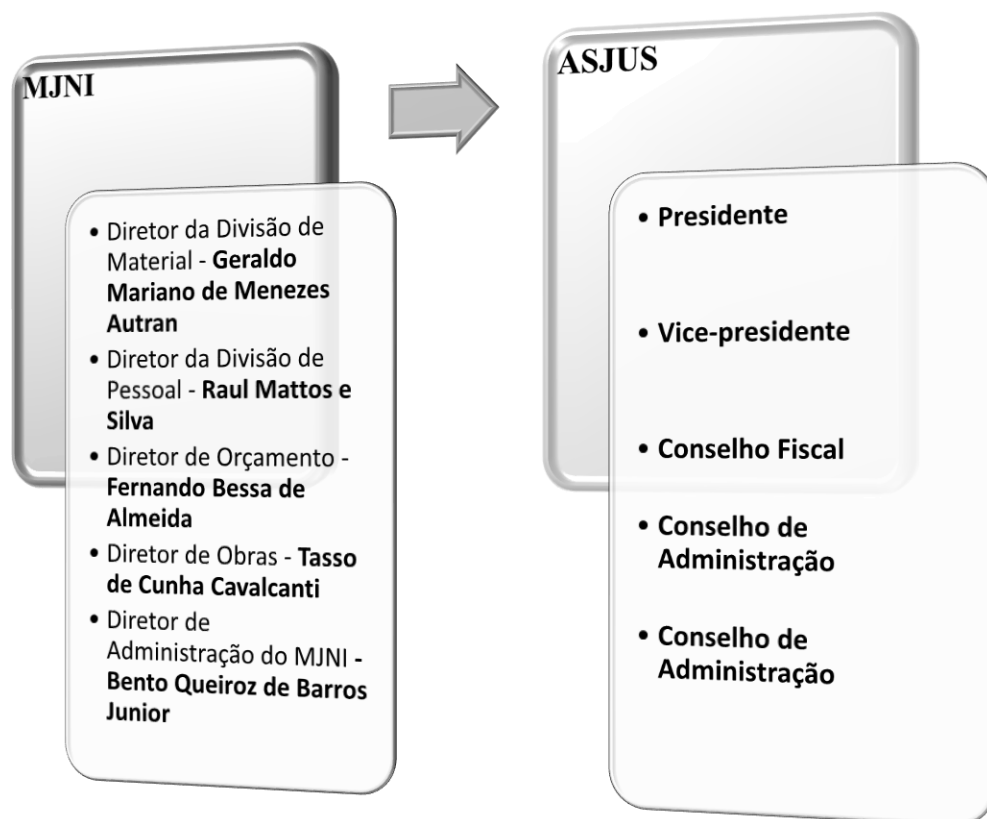 MJNI
• Diretor da Divisão de
Material - Geraldo
Mariano de Menezes
Autran
• Diretor da Divisão de
Pessoal - Raul Mattos e
Silva
• Diretor de Orçamento -
Fernando Bessa de
Almeida
• Diretor de Obras - Tasso
de Cunha Cavalcanti
• Diretor de
Administração do MJNI -
Bento Queiroz de Barros
Junior
ASJUS
• Presidente
• Vice-presidente
• Conselho Fiscal
• Conselho de
Administração
• Conselho de
Administração